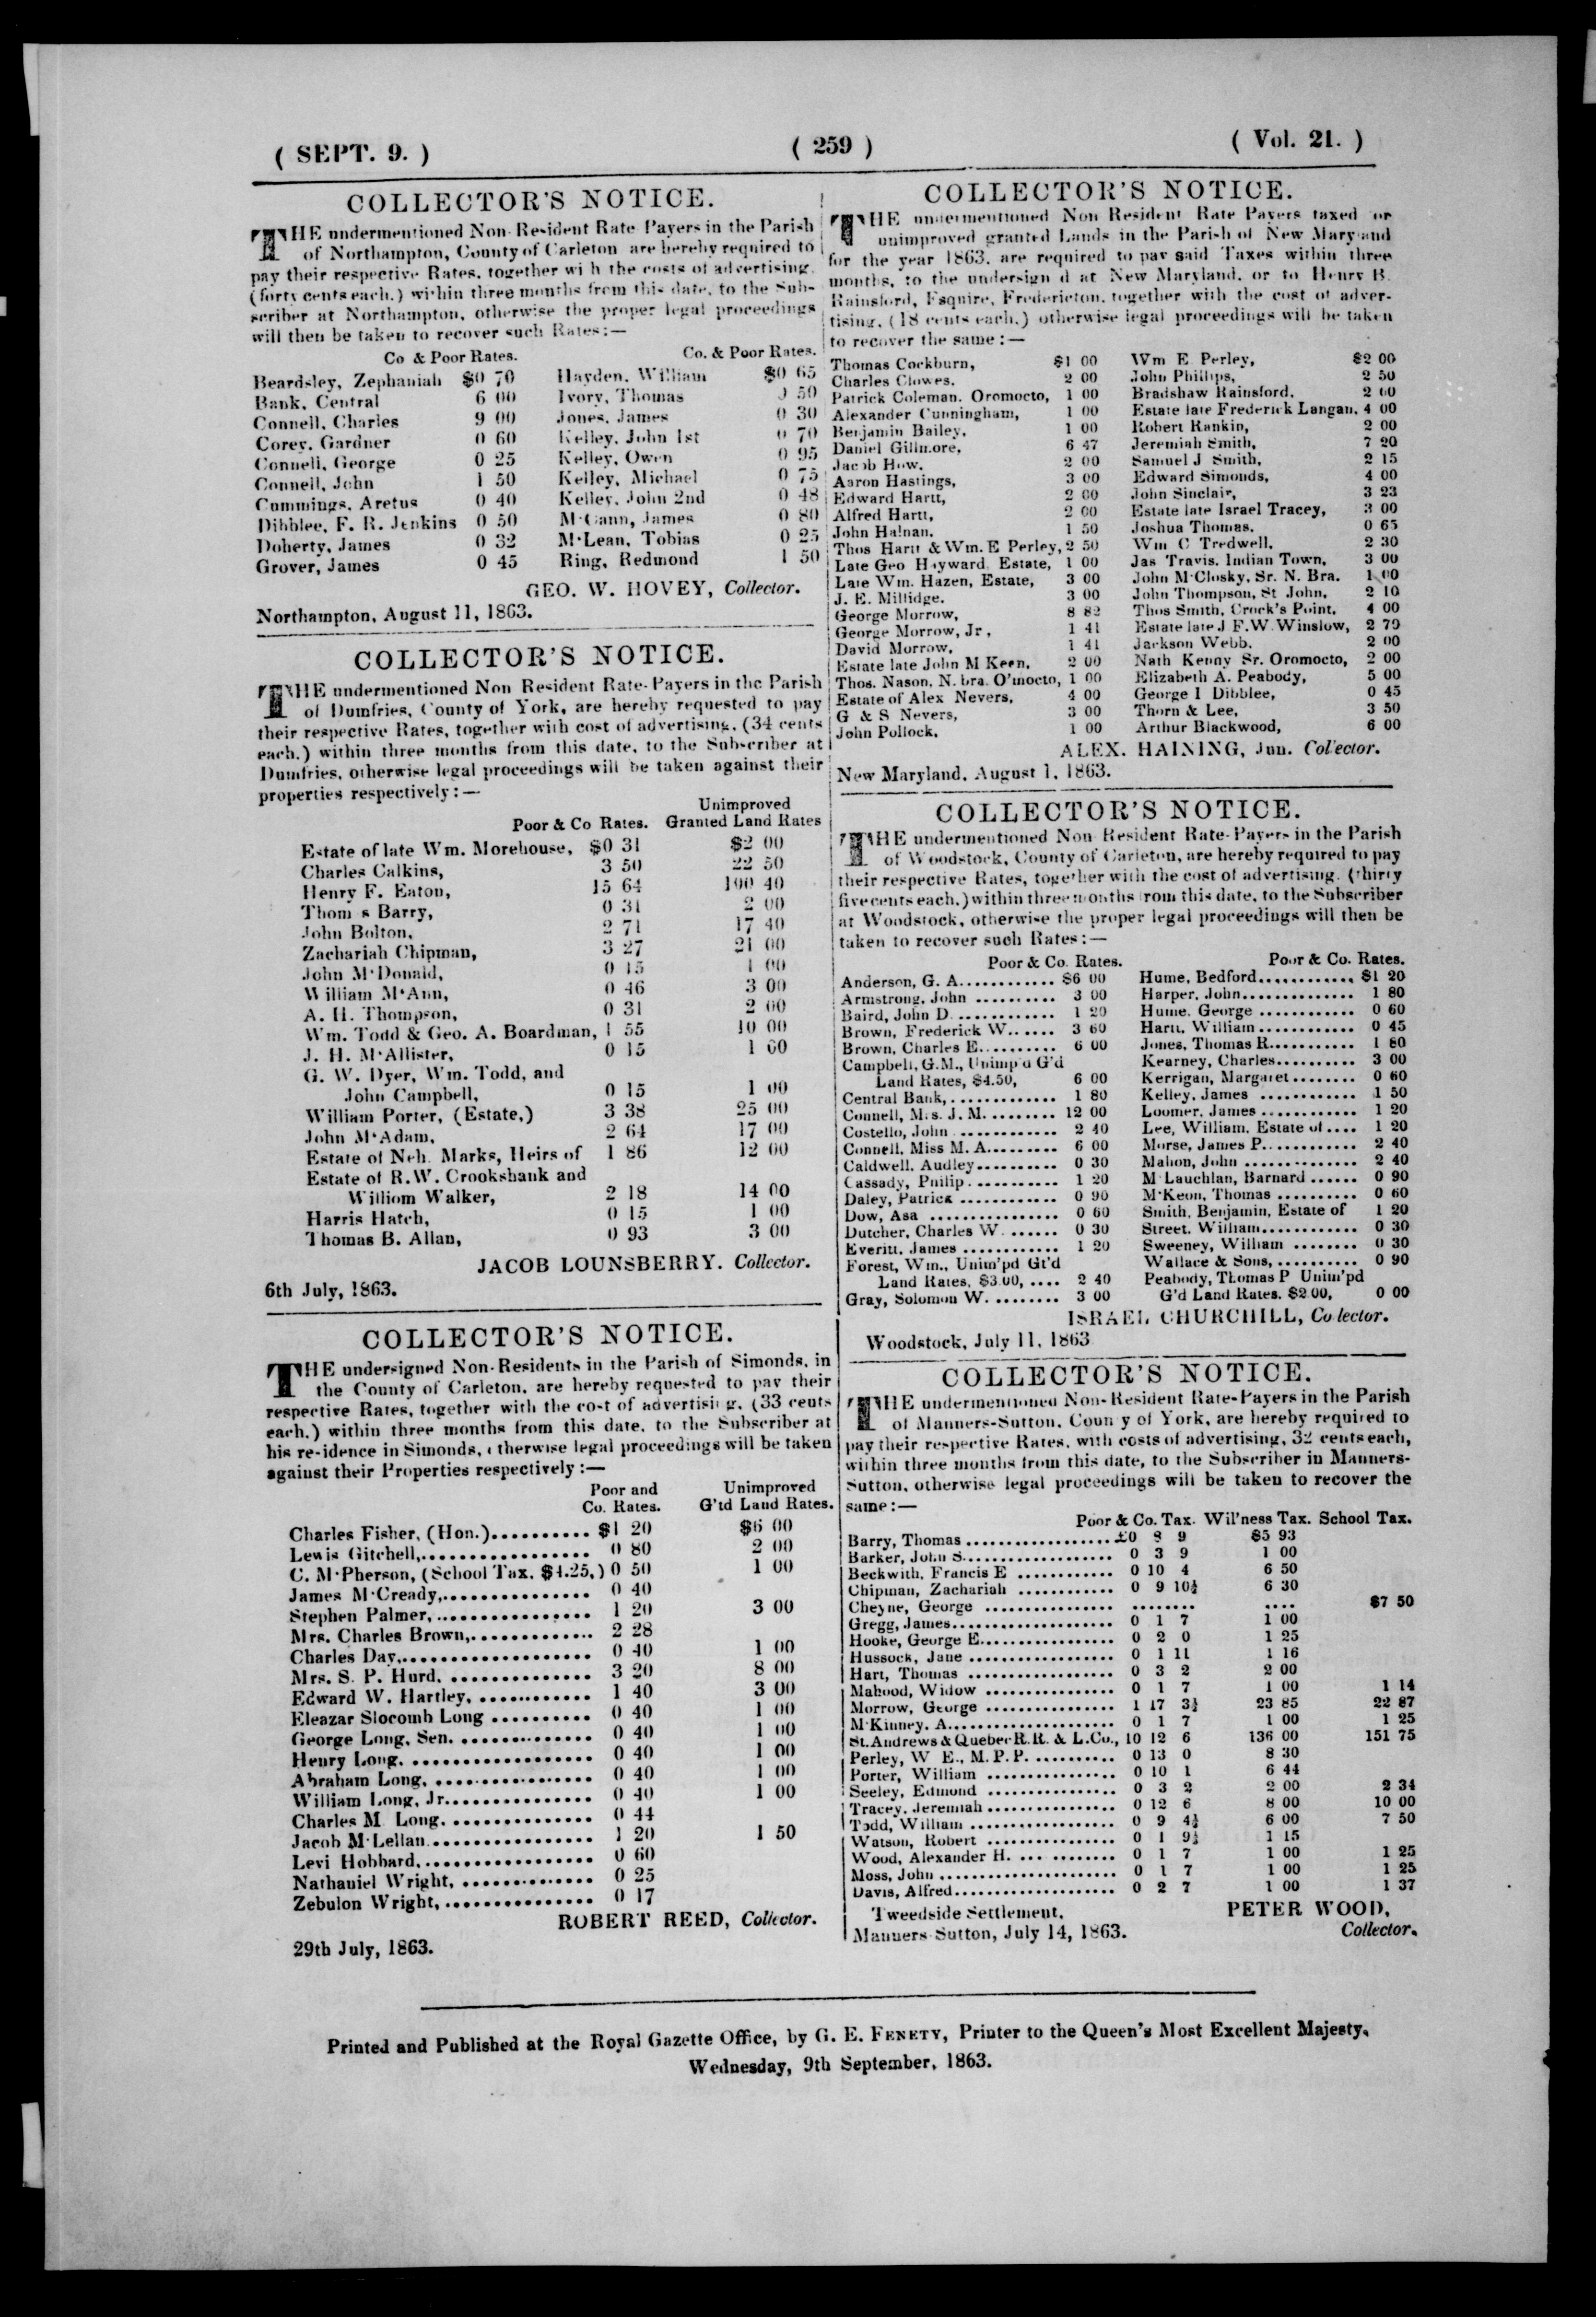 ( SEPT. 9. )
( 259 )
( Vol. 21. )
COLLECTOR'S NOTICE.
THE undermentioned Non-Resident Rate Payers in the Parish
of Northampton, County of Carleton are hereby required to
pay their respective Rates, together wi h the costs of advertising,
(forty cents each,) within three months from this date, to the Sub-
scriber at Northampton, otherwise the proper legal proceedings
will then be taken to recover such Rates:—
Co & Poor Rates. Co. & Poor Rates.
Beardsley, Zephaniah $0 70 Hayden, William $0 65
Bank, Central 6 00 Ivory, Thomas 0 50
Connell, Charles 9 00 Jones, James 0 30
Corey, Gardner 0 60 Kelley, John 1st 0 70
Connell, George 0 25 Kelley, Owen 0 95
Connell, John 1 50 Kelley, Michael 0 75
Cummings, Aretus 0 40 Kelley, John 2nd 0 48
Dibblee, F. R. Jenkins 0 50 M'Cann, James 0 80
Doherty, James 0 32 M'Lean, Tobias 0 25
Grover, James 0 45 Ring, Redmond 1 50
GEO. W. HOVEY, Collector.
Northampton, August 11, 1863.
COLLECTOR'S NOTICE.
THE undermentioned Non Resident Rate-Payers in the Parish
of Dumfries, County of York, are hereby requested to pay
their respective Rates, together with cost of advertising, (34 cents
each,) within three months from this date, to the Subscriber at
Dumfries, otherwise legal proceedings will be taken against their
properties respectively:—
Unimproved
Poor & Co Rates. Granted Land Rates
Estate of late Wm. Morehouse, $0 31 $2 00
Charles Calkins, 3 50 22 50
Henry F. Eaton, 15 64 100 40
Thom s Barry, 0 31 2 00
John Bolton, 2 71 17 40
Zachariah Chipman, 3 27 21 00
John M'Donald, 0 15 1 00
William M'Ann, 0 46 3 00
A. H. Thompson, 0 31 2 00
Wm. Todd & Geo. A. Boardman, 1 55 10 00
J. H. M'Allister, 0 15 1 00
G. W. Dyer, Wm. Todd, and
John Campbell, 0 15 1 00
William Porter, (Estate,) 3 38 25 00
John M'Adam, 2 64 17 00
Estate of Neh. Marks, Heirs of 1 86 12 00
Estate of R.W. Crookshank and
Williom Walker, 2 18 14 00
Harris Hatch, 0 15 1 00
Thomas B. Allan, 0 93 3 00
JACOB LOUNSBERRY. Collector.
6th July, 1863.
COLLECTOR'S NOTICE.
THE undersigned Non-Residents in the Parish of Simonds, in
the County of Carleton, are hereby requested to pay their
respective Rates, together with the cost of advertising, (33 cents
each,) within three months from this date, to the Subscriber at
his re-idence in Simonds, otherwise legal proceedings will be taken
against their Properties respectively:—
Poor and Unimproved
Co. Rates. G'td Land Rates.
Charles Fisher, (Hon.).......... $1 20 $6 00
Lewis Gitchell,................. 0 80 2 00
C. M'Pherson, (School Tax, $4.25,) 0 50 1 00
James M'Cready,............... 0 40
Stephen Palmer,................ 1 20 3 00
Mrs. Charles Brown,............. 2 28
Charles Day,.................. 0 40 1 00
Mrs. S. P. Hurd, .............. 3 20 8 00
Edward W. Hartley, ........... 1 40 3 00
Eleazar Slocomb Long .......... 0 40 1 00
George Long, Sen. ............. 0 40 1 00
Henry Long, .................. 0 40 1 00
Abraham Long, ................ 0 40 1 00
William Long, Jr............... 0 40 1 00
Charles M Long, .............. 0 44
Jacob M'Lellan................. 1 20 1 50
Levi Hobbard,................. 0 60
Nathaniel Wright, ............. 0 25
Zebulon Wright,............... 0 17
ROBERT REED, Collector.
29th July, 1863.
COLLECTOR'S NOTICE.
THE undermentioned Non Resident Rate Payers taxed or
unimproved granted Lands in the Parish of New Mary and
for the year 1863, are required to pay said Taxes within three
months, to the undersign d at New Maryland, or to Henry B.
Rainsford, Esquire, Fredericton, together with the cost of adver-
tising, (18 cents each,) otherwise legal proceedings will be taken
to recover the same:—
Thomas Cockburn, $1 00 Wm E. Perley, $2 00
Charles Clowes, 2 00 John Phillips, 2 50
Patrick Coleman, Oromocto, 1 00 Bradshaw Rainsford, 2 00
Alexander Cunningham, 1 00 Estate late Frederick Langan, 4 00
Benjamin Bailey, 1 00 Robert Rankin, 2 00
Daniel Gillmore, 6 47 Jeremiah Smith, 7 20
Jacob How, 2 00 Samuel J Smith, 2 15
Aaron Hastings, 3 00 Edward Simonds, 4 00
Edward Hartt, 2 00 John Sinclair, 3 23
Alfred Hartt, 2 00 Estate late Israel Tracey, 3 00
John Halnan, 1 50 Joshua Thomas, 0 65
Thos Hartt & Wm. E Perley, 2 50 Wm C Tredwell, 2 30
Late Geo Hayward, Estate, 1 00 Jas Travis, Indian Town, 3 00
Late Wm. Hazen, Estate, 3 00 John M'Closky, Sr. N. Bra. 1 00
J. E. Millidge, 3 00 John Thompson, St John, 2 10
George Morrow, 8 82 Thos Smith, Crock's Point, 4 00
George Morrow, Jr, 1 41 Estate late J F.W. Winslow, 2 79
David Morrow, 1 41 Jackson Webb, 2 00
Estate late John M Keen, 2 00 Nath Kenny Sr. Oromocto, 2 00
Thos. Nason, N. bra. O'mocto, 1 00 Elizabeth A. Peabody, 5 00
Estate of Alex Nevers, 4 00 George I Dibblee, 0 45
G & S Nevers, 3 00 Thorn & Lee, 3 50
John Pollock, 1 00 Arthur Blackwood, 6 00
ALEX. HAINING, Jun. Collector.
New Maryland, August 1, 1863.
COLLECTOR'S NOTICE.
THE undermentioned Non Resident Rate-Payers in the Parish
of Woodstock, County of Carleton, are hereby required to pay
their respective Rates, together with the cost of advertising, (thirty
five cents each,) within three months rom this date, to the Subscriber
at Woodstock, otherwise the proper legal proceedings will then be
taken to recover such Rates:—
Poor & Co. Rates. Poor & Co. Rates.
Anderson, G. A............ $6 00 Hume, Bedford............ $1 20
Armstrong, John .......... 3 00 Harper, John.............. 1 80
Baird, John D. ............ 1 20 Hume, George ............ 0 60
Brown, Frederick W...... 3 60 Hartt, William ............ 0 45
Brown, Charles E.......... 6 00 Jones, Thomas R........... 1 80
Campbell, G.M., Unimp'd G'd Kearney, Charles.......... 3 00
Land Rates, $4.50, 6 00 Kerrigan, Margaret........ 0 60
Central Bank,............. 1 80 Kelley, James ............ 1 50
Connell, Mrs. J. M. ......... 12 00 Loomer, James ............ 1 20
Costello, John ............ 2 40 Lee, William, Estate of.... 1 20
Connell, Miss M. A......... 6 00 Morse, James P............ 2 40
Caldwell, Audley.......... 0 30 Mahon, John .............. 2 40
Cassady, Philip........... 1 20 M'Lauchlan, Barnard ...... 0 90
Daley, Patrick ............ 0 90 M'Keon, Thomas .......... 0 60
Dow, Asa ................ 0 60 Smith, Benjamin, Estate of 1 20
Dutcher, Charles W. ...... 0 30 Street, William............ 0 30
Everitt, James ............ 1 20 Sweeney, William ........ 0 30
Forest, Wm., Unim'pd Gt'd Wallace & Sons,.......... 0 90
Land Rates, $3.00, .... 2 40 Peabody, Thomas P Unim'pd
Gray, Solomon W. ........ 3 00 G'd Land Rates, $2.00, 0 00
ISRAEL CHURCHILL, Co lector.
Woodstock, July 11, 1863
COLLECTOR'S NOTICE.
THE undermentioned Non-Resident Rate-Payers in the Parish
of Manners-Sutton, Coun y of York, are hereby required to
pay their respective Rates, with costs of advertising, 32 cents each,
within three months from this date, to the Subscriber in Manners-
Sutton, otherwise legal proceedings will be taken to recover the
same:—
Poor & Co. Tax. Wil'ness Tax. School Tax.
Barry, Thomas .................. £0 8 9 $5 93
Barker, John S................... 0 3 9 1 00
Beckwith, Francis E ............ 0 10 4 6 50
Chipman, Zachariah ............ 0 9 10½ 6 30
Cheyne, George ................ ........ .... $7 50
Gregg, James.................... 0 1 7 1 00
Hooke, George E................. 0 2 0 1 25
Hussock, Jane .................. 0 1 11 1 16
Hart, Thomas .................. 0 3 2 2 00
Mahood, Widow ................ 0 1 7 1 00 1 14
Morrow, George ................ 1 17 3½ 23 85 22 87
M'Kinney, A..................... 0 1 7 1 00 1 25
St. Andrews & Quebec R.R. & L.Co., 10 12 6 136 00 151 75
Perley, W E., M. P. P. .......... 0 13 0 8 30
Porter, William ................ 0 10 1 6 44
Seeley, Edmond ................ 0 3 2 2 00 2 34
Tracey, Jeremiah ................ 0 12 6 8 00 10 00
Todd, William .................. 0 9 4½ 6 00 7 50
Watson, Robert ................ 0 1 9½ 1 15
Wood, Alexander H. ... ........ 0 1 7 1 00 1 25
Moss, John ...................... 0 1 7 1 00 1 25
Davis, Alfred.................... 0 2 7 1 00 1 37
Tweedside Settlement, PETER WOOD,
Manners-Sutton, July 14, 1863. Collector.
Printed and Published at the Royal Gazette Office, by G. E. FENETY, Printer to the Queen's Most Excellent Majesty,
Wednesday, 9th September, 1863.